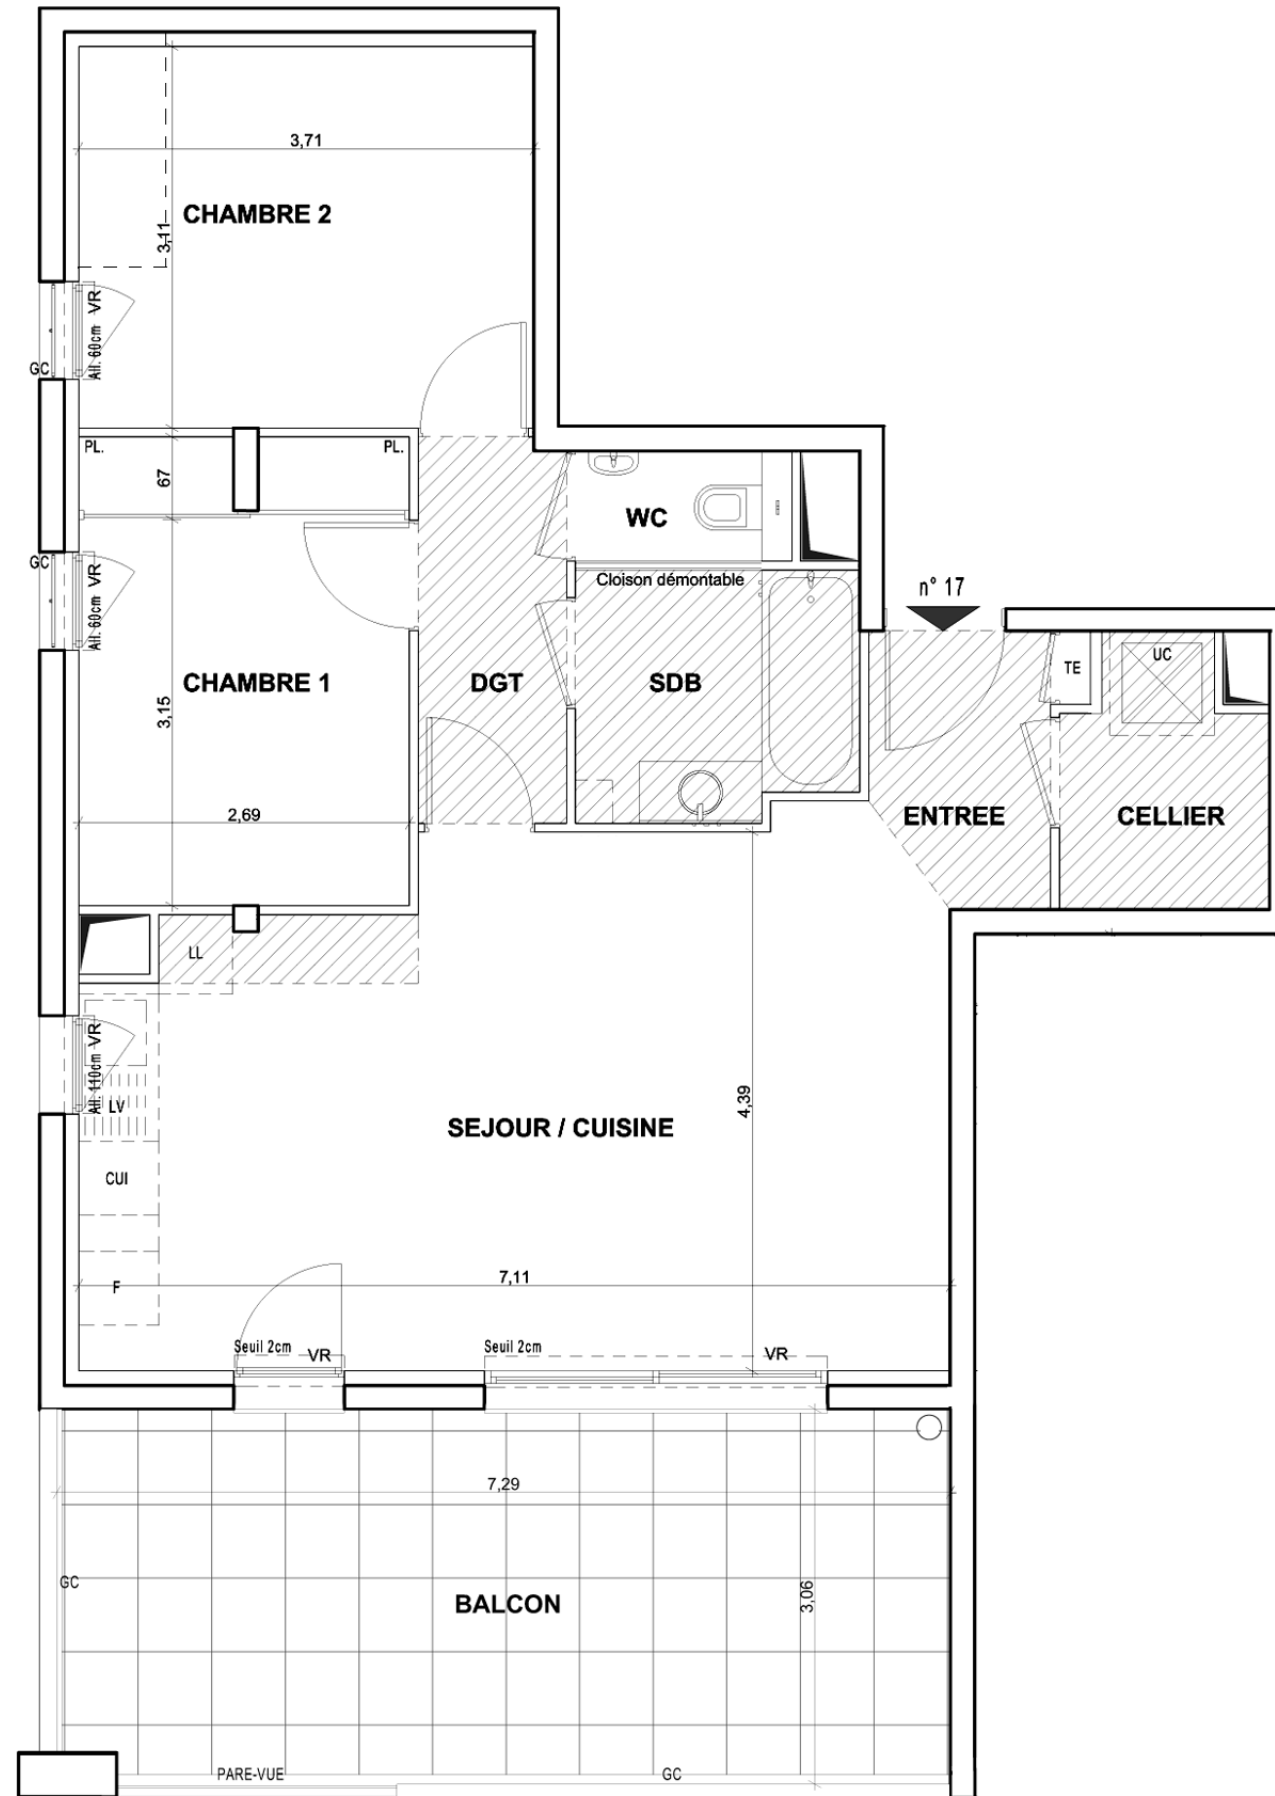 3,71
CHAMBRE 2
3,11
VR
All. 60cm
GC
PL.
PL.
67
WC
GC
VR
All. 60cm
Cloison démontable
n° 17
CHAMBRE 1
DGT
SDB
TE
UC
3,15
2,69
ENTREE
CELLIER
LL
VR
All. 110cm
LV
4,39
SEJOUR / CUISINE
CUI
7,11
F
Seuil 2cm
VR
Seuil 2cm
VR
7,29
GC
BALCON
3,06
PARE-VUE
GC